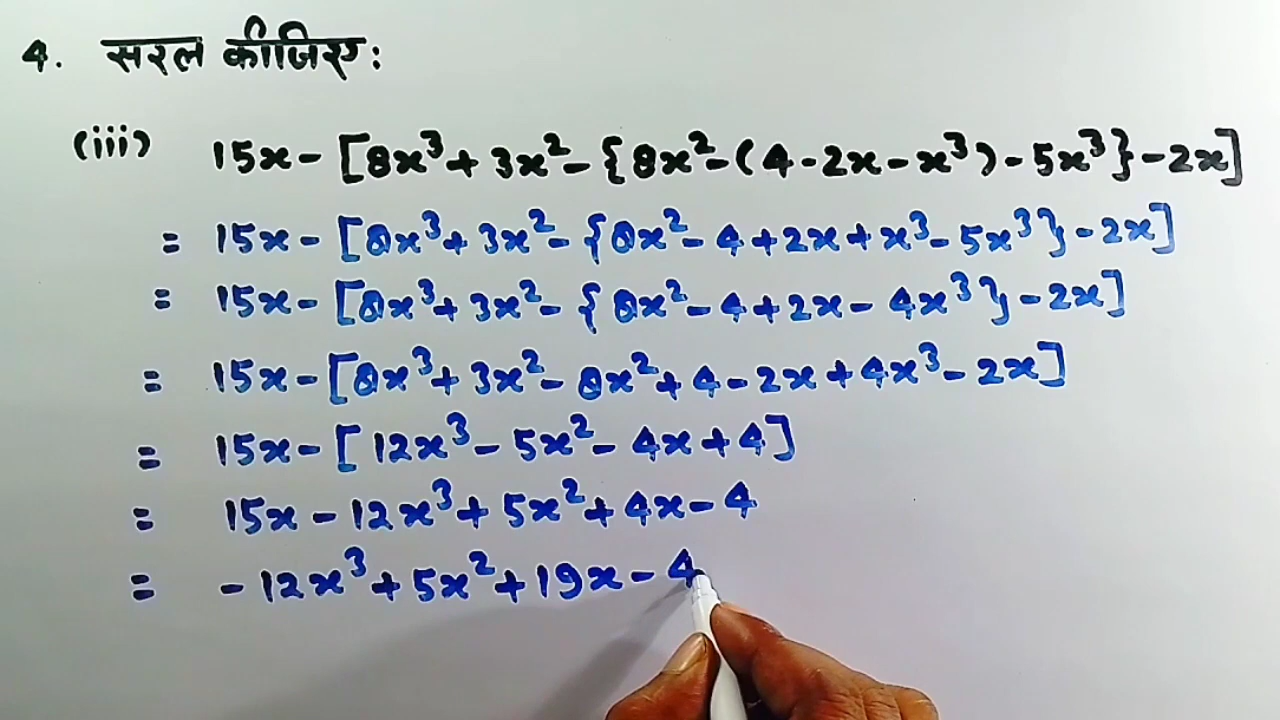 4. सरल कीजिए:
(iii) 15x - [8x³ + 3x² - {8x² - (4 - 2x - x³) - 5x³} - 2x]
= 15x - [8x³ + 3x² - {8x² - 4 + 2x + x³ - 5x³} - 2x]
= 15x - [8x³ + 3x² - {8x² - 4 + 2x - 4x³} - 2x]
= 15x - [8x³ + 3x² - 8x² + 4 - 2x + 4x³ - 2x]
= 15x - [12x³ - 5x² - 4x + 4]
= 15x - 12x³ + 5x² + 4x - 4
= - 12x³ + 5x² + 19x - 4